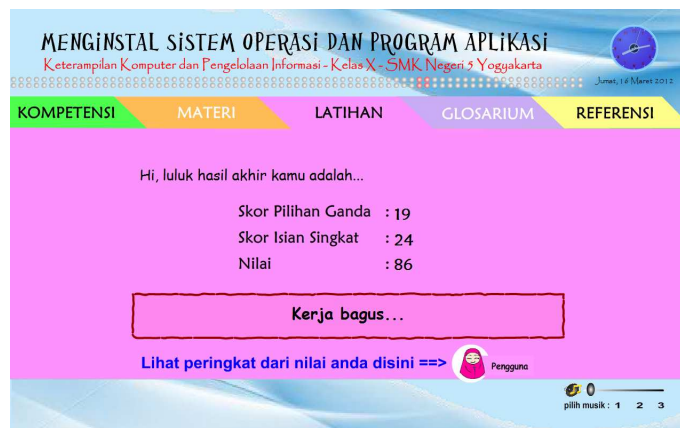 MENGINSTAL SISTEM OPERASI DAN PROGRAM APLIKASI
Keterampilan Komputer dan Pengelolaan Informasi - Kelas X - SMK Negeri 5 Yogyakarta
Jumat, 16 Maret 2012
KOMPETENSI MATERI LATIHAN GLOSARIUM REFERENSI
Hi, luluk hasil akhir kamu adalah...
Skor Pilihan Ganda : 19
Skor Isian Singkat : 24
Nilai : 86
Kerja bagus...
Lihat peringkat dari nilai anda disini ==> Pengguna
pilih musik : 1 2 3